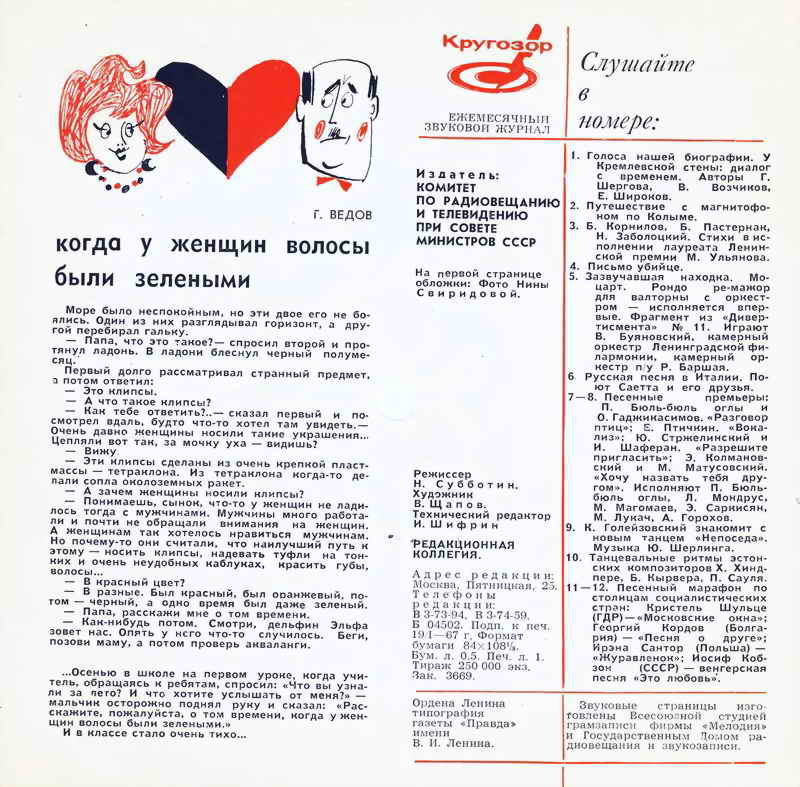 Г. ВЕДОВ
когда у женщин волосы
были зелеными
Море было неспокойным, но эти двое его не бо-
ялись. Один из них разглядывал горизонт, а дру-
гой перебирал гальку.
— Папа, что это такое?— спросил второй и про-
тянул ладонь. В ладони блеснул черный полуме-
сяц.
Первый долго рассматривал странный предмет,
а потом ответил:
— Это клипсы.
— А что такое клипсы?
— Как тебе ответить?..— сказал первый и по-
смотрел вдаль, будто что-то хотел там увидеть.—
Очень давно женщины носили такие украшения...
Цепляли вот так, за мочку уха — видишь?
— Вижу.
— Эти клипсы сделаны из очень крепкой пласт-
массы — тетраклона. Из тетраклона когда-то де-
лали сопла околоземных ракет.
— А зачем женщины носили клипсы?
— Понимаешь, сынок, что-то у женщин не лади-
лось тогда с мужчинами. Мужчины много работа-
ли и почти не обращали внимания на женщин.
А женщинам так хотелось нравиться мужчинам.
Но почему-то они считали, что наилучший путь к
этому — носить клипсы, надевать туфли на тон-
ких и очень неудобных каблуках, красить губы,
волосы...
— В красный цвет?
— В разные. Был красный, был оранжевый, по-
том — черный, а одно время был даже зеленый.
— Папа, расскажи мне о том времени.
— Как-нибудь потом. Смотри, дельфин Эльфа
зовет нас. Опять у него что-то случилось. Беги,
позови маму, а потом проверь акваланги.
...Осенью в школе на первом уроке, когда учи-
тель, обращаясь к ребятам, спросил: «Что вы узна-
ли за лето? И что хотите услышать от меня?»—
мальчик осторожно поднял руку и сказал: «Рас-
скажите, пожалуйста, о том времени, когда у жен-
щин волосы были зелеными.»
И в классе стало очень тихо...
Кругозор
ЕЖЕМЕСЯЧНЫЙ
ЗВУКОВОЙ ЖУРНАЛ
Издатель:
КОМИТЕТ
ПО РАДИОВЕЩАНИЮ
И ТЕЛЕВИДЕНИЮ
ПРИ СОВЕТЕ
МИНИСТРОВ СССР
На первой странице
обложки: Фото Нины
Свиридовой.
Режиссер
Н. Субботин.
Художник
В. Щапов.
Технический редактор
И. Шифрин
РЕДАКЦИОННАЯ
КОЛЛЕГИЯ.
Адрес редакции:
Москва, Пятницкая, 25.
Телефоны
редакции:
В 3-73-94, В 3-74-59.
Б 04502. Подп. к печ.
19/I—67 г. Формат
бумаги 84×108⅛.
Бум. л. 0,5. Печ. л. 1.
Тираж 250 000 экз.
Зак. 3669.
Ордена Ленина
типография
газеты «Правда»
имени
В. И. Ленина.
Слушайте
в
номере:
1. Голоса нашей биографии. У
Кремлевской стены: диалог
с временем. Авторы Г.
Шергова, В. Возчиков,
Е. Широков.
2. Путешествие с магнитофо-
ном по Колыме.
3. Б. Корнилов, Б. Пастернак,
Н. Заболоцкий. Стихи в ис-
полнении лауреата Ленин-
ской премии М. Ульянова.
4. Письмо убийце.
5. Зазвучавшая находка. Мо-
царт. Рондо ре-мажор
для валторны с оркест-
ром — исполняется впер-
вые. Фрагмент из «Дивер-
тисмента» № 11. Играют
В. Буяновский, камерный
оркестр Ленинградской фи-
лармонии, камерный ор-
кестр п/у Р. Баршая.
6 Русская песня в Италии. По-
ют Саетта и его друзья.
7—8. Песенные премьеры:
П. Бюль-бюль оглы и
О. Гаджикасимов. «Разговор
птиц»; Е. Птичкин. «Вока-
лиз»; Ю. Стржелинский и
И. Шаферан. «Разрешите
пригласить»; Э. Колманов-
ский и М. Матусовский.
«Хочу назвать тебя дру-
гом». Исполняют П. Бюль-
бюль оглы, Л. Мондрус,
М. Магомаев, Э. Саркисян,
М. Лукач, А. Горохов.
9. К. Голейзовский знакомит с
новым танцем «Непоседа».
Музыка Ю. Шерлинга.
10. Танцевальные ритмы эстон-
ских композиторов Х. Хинд-
пере, Б. Кырвера, П. Сауля.
11—12. Песенный марафон по
столицам социалистических
стран: Кристель Шульце
(ГДР)—«Московские окна»;
Георгий Кордов (Болга-
рия) — «Песня о друге»;
Ирэна Сантор (Польша)—
«Журавленок»; Иосиф Коб-
зон (СССР) — венгерская
песня «Это любовь».
Звуковые страницы изго-
товлены Всесоюзной студией
грамзаписи фирмы «Мелодия»
и Государственным Домом ра-
диовещания и звукозаписи.